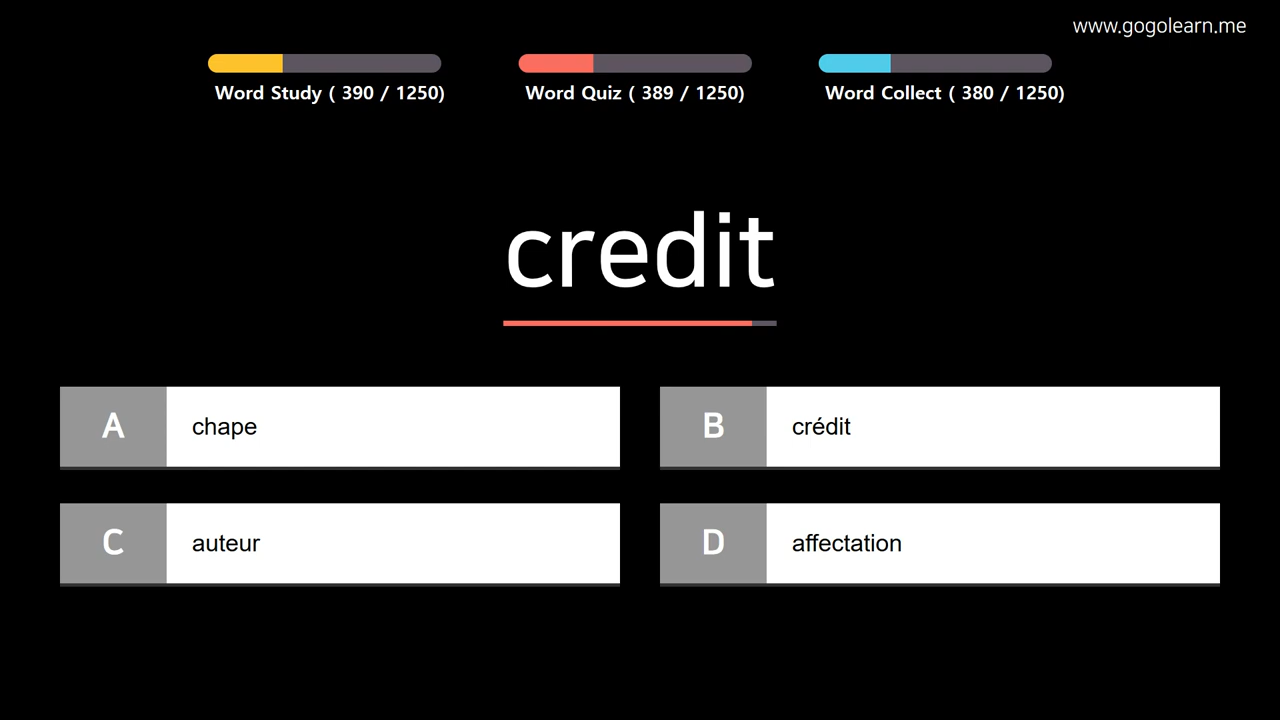 www.gogolearn.me
Word Study ( 390 / 1250)
Word Quiz ( 389 / 1250)
Word Collect ( 380 / 1250)
credit
A chape
B crédit
C auteur
D affectation